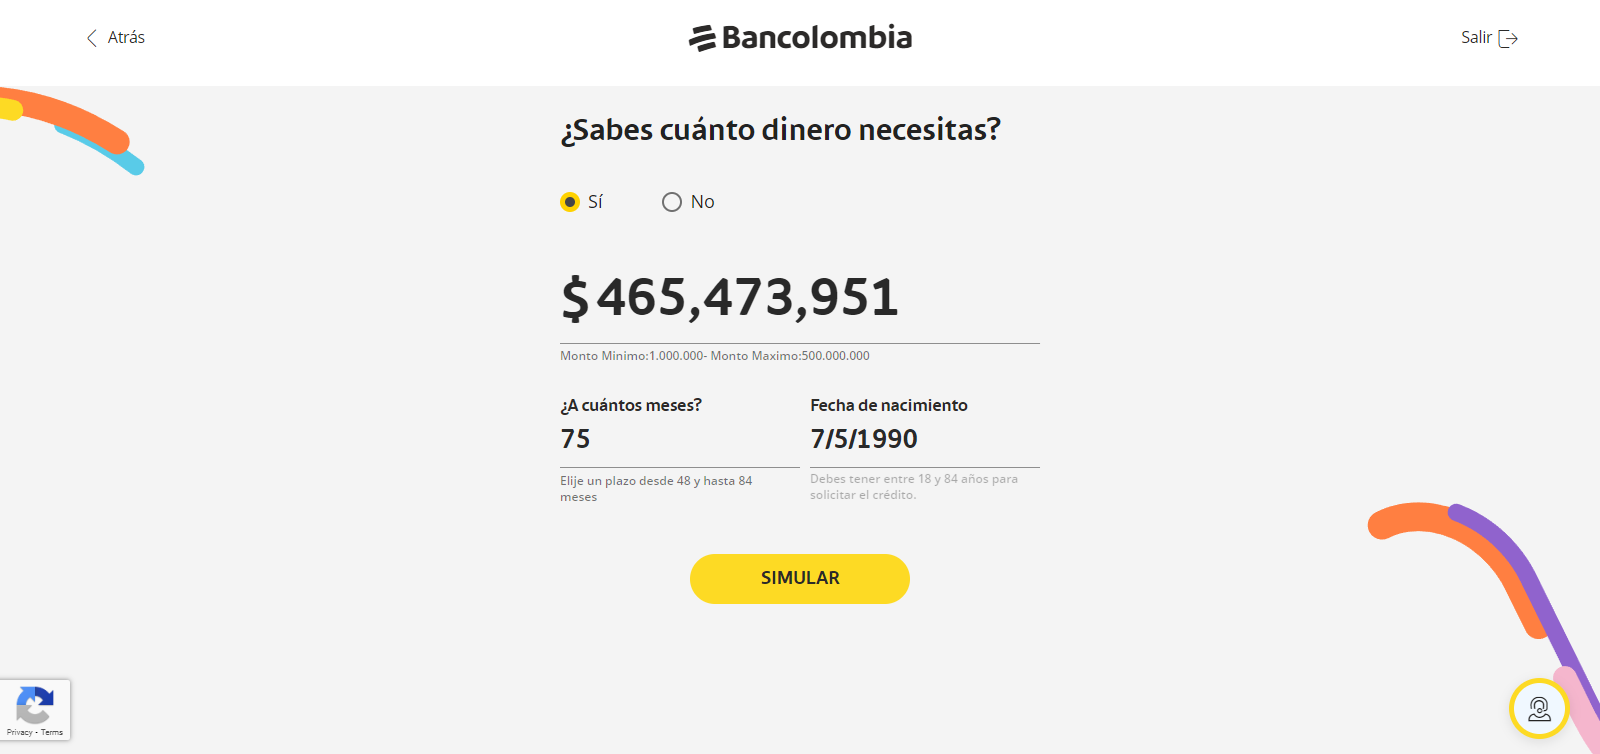 Atrás
Bancolombia
Salir
¿Sabes cuánto dinero necesitas?
Sí
No
$ 465,473,951
Monto Minimo:1.000.000- Monto Maximo:500.000.000
¿A cuántos meses?
75
Elije un plazo desde 48 y hasta 84
meses
Fecha de nacimiento
7/5/1990
Debes tener entre 18 y 84 años para
solicitar el crédito.
SIMULAR
Privacy - Terms